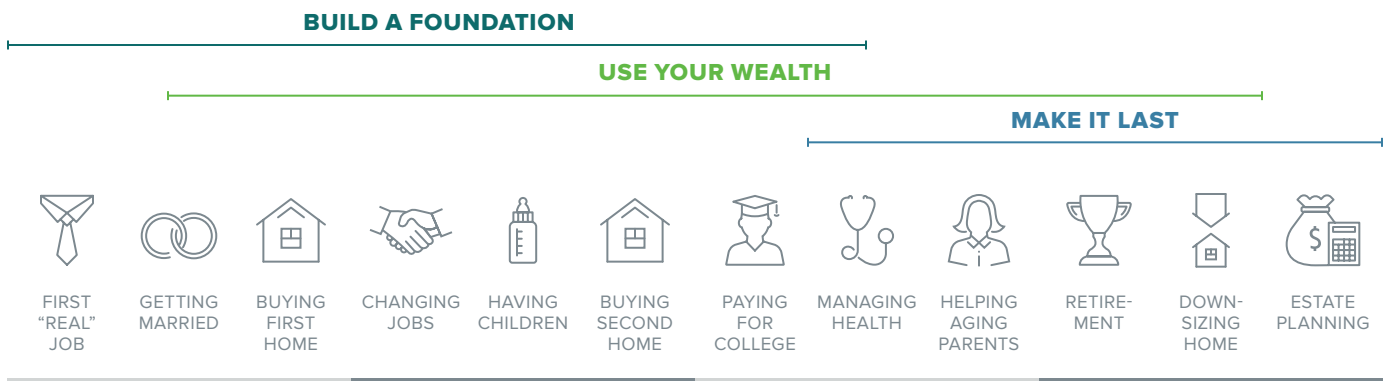 BUILD A FOUNDATION
USE YOUR WEALTH
MAKE IT LAST
$
FIRST
“REAL”
JOB
GETTING
MARRIED
BUYING
FIRST
HOME
CHANGING
JOBS
HAVING
CHILDREN
BUYING
SECOND
HOME
PAYING
FOR
COLLEGE
MANAGING
HEALTH
HELPING
AGING
PARENTS
RETIRE-
MENT
DOWN-
SIZING
HOME
ESTATE
PLANNING